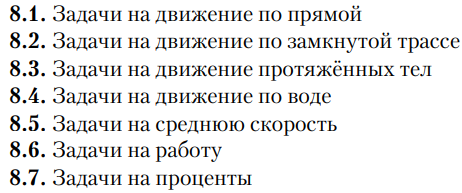 8.1. Задачи на движение по прямой
8.2. Задачи на движение по замкнутой трассе
8.3. Задачи на движение протяжённых тел
8.4. Задачи на движение по воде
8.5. Задачи на среднюю скорость
8.6. Задачи на работу
8.7. Задачи на проценты